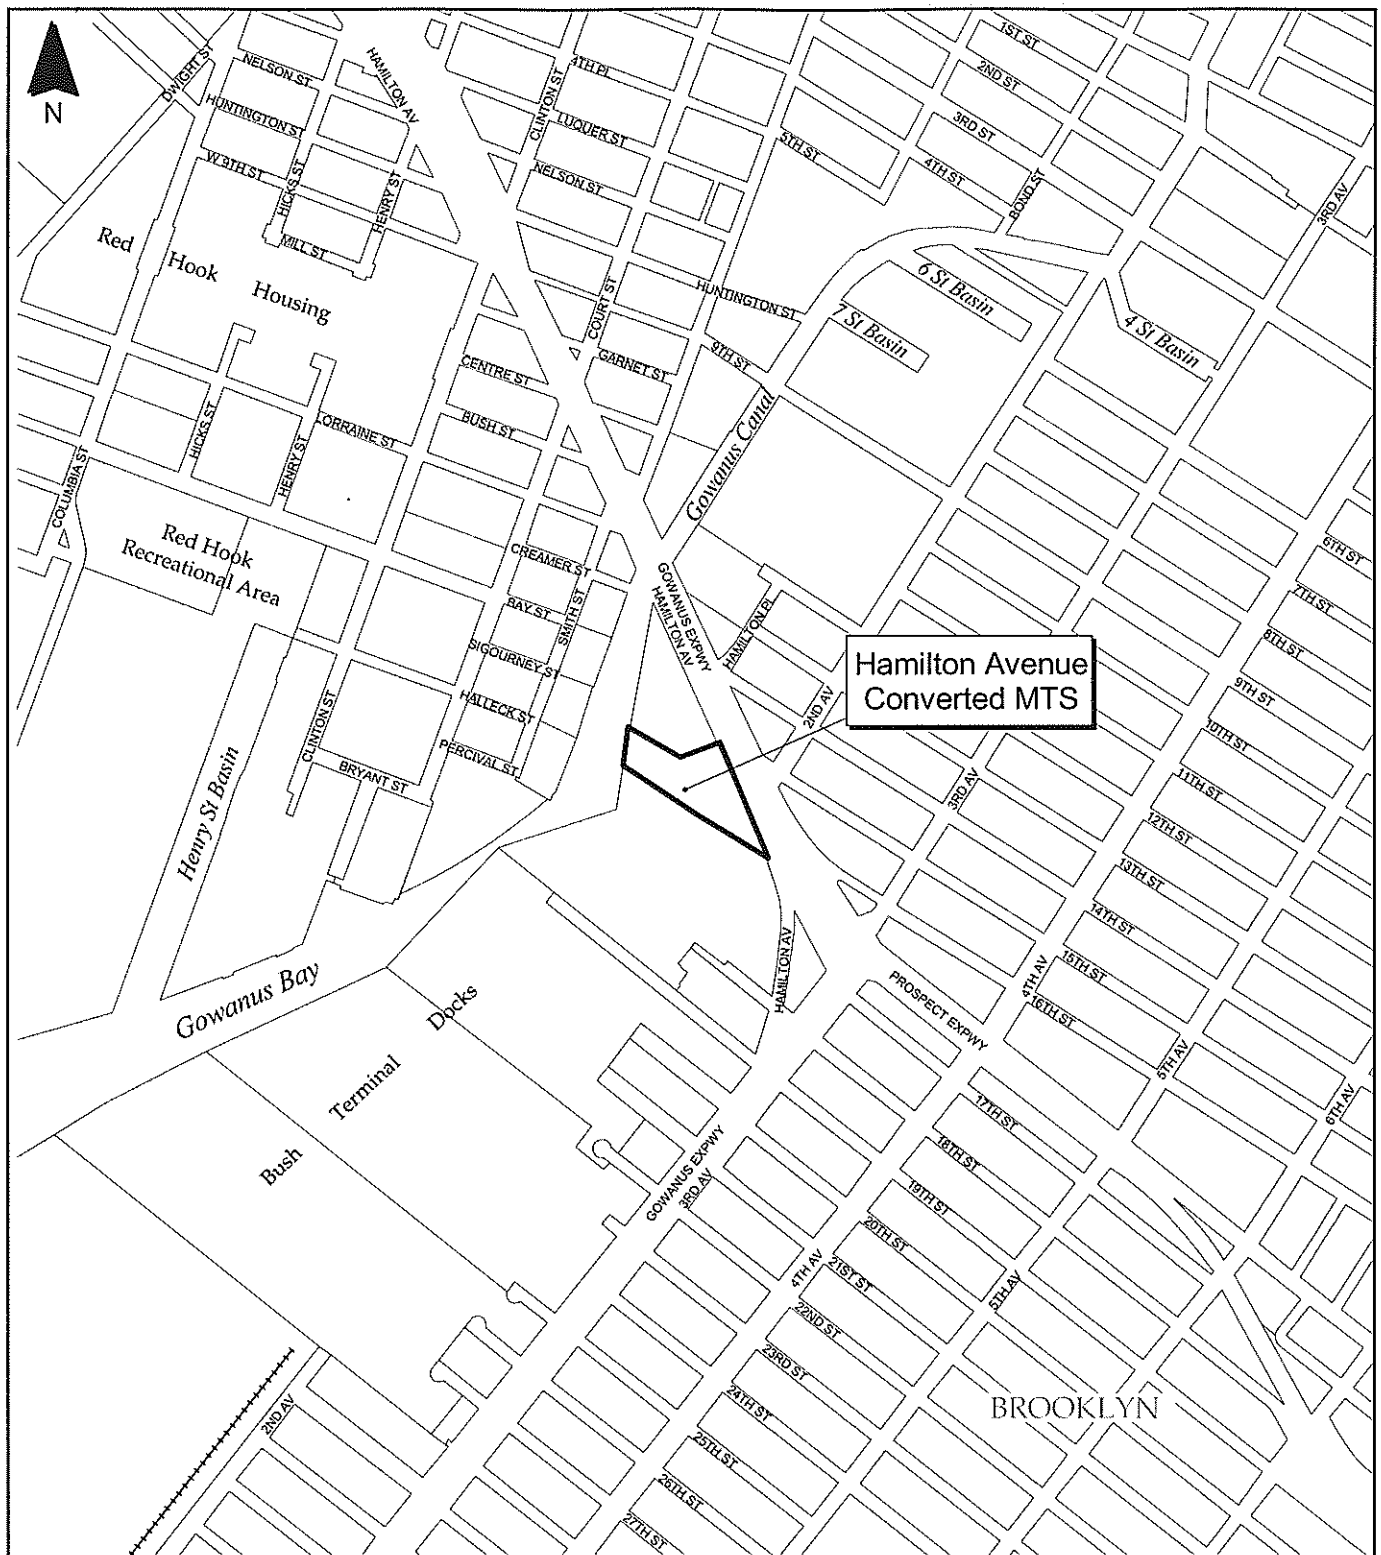 N
DWIGHT ST
NELSON ST
HUNTINGTON ST
W 9TH ST
HICKS ST
HENRY ST
MILL ST
HAMILTON AV
CLINTON ST
4TH PL
LUQUER ST
NELSON ST
5TH ST
1ST ST
2ND ST
3RD ST
4TH ST
BOND ST
3RD AV
Red Hook Housing
COURT ST
HUNTINGTON ST
6 St Basin
7 St Basin
4 St Basin
9TH ST
GARNET ST
CENTRE ST
BUSH ST
Gowanus Canal
HICKS ST
HENRY ST
LORRAINE ST
COLUMBIA ST
Red Hook
Recreational Area
CREAMER ST
BAY ST
SMITH ST
SIGOURNEY ST
HALLECK ST
PERCIVAL ST
CLINTON ST
BRYANT ST
GOWANUS EXPWY
HAMILTON AV
HAMILTON PL
2ND AV
Hamilton Avenue
Converted MTS
6TH ST
7TH ST
8TH ST
9TH ST
10TH ST
11TH ST
12TH ST
13TH ST
14TH ST
15TH ST
16TH ST
3RD AV
4TH AV
5TH AV
6TH AV
Henry St Basin
Gowanus Bay
HAMILTON AV
PROSPECT EXPWY
Bush Terminal Docks
GOWANUS EXPWY
3RD AV
17TH ST
18TH ST
19TH ST
20TH ST
21ST ST
22ND ST
23RD ST
24TH ST
25TH ST
26TH ST
27TH ST
4TH AV
5TH AV
2ND AV
BROOKLYN